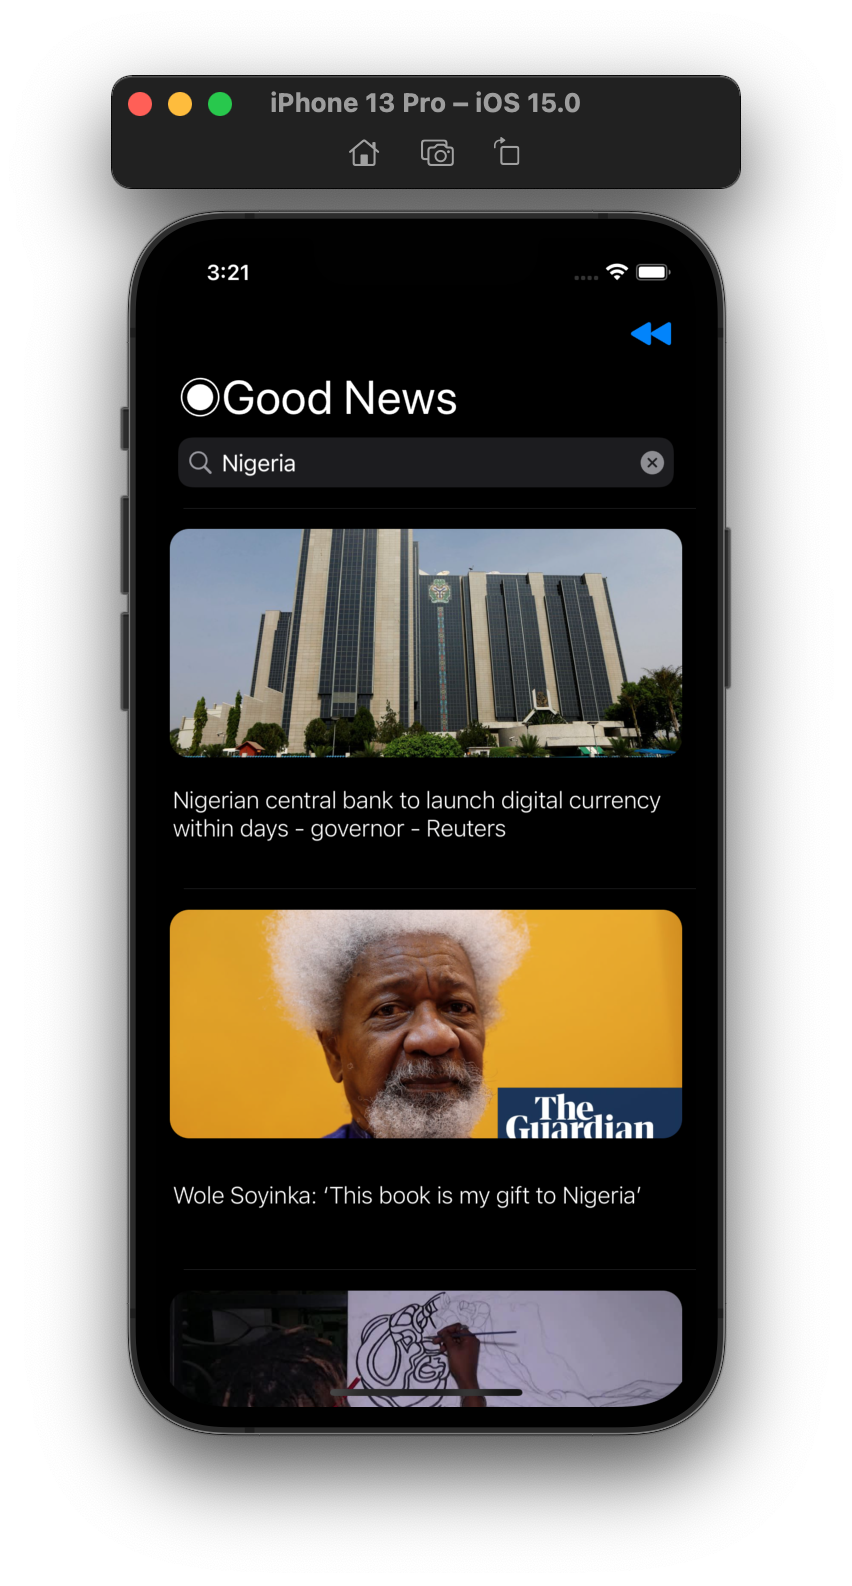 iPhone 13 Pro – iOS 15.0
3:21
Good News
Nigeria
Nigerian central bank to launch digital currency
within days - governor - Reuters
The
Guardian
Wole Soyinka: ‘This book is my gift to Nigeria’